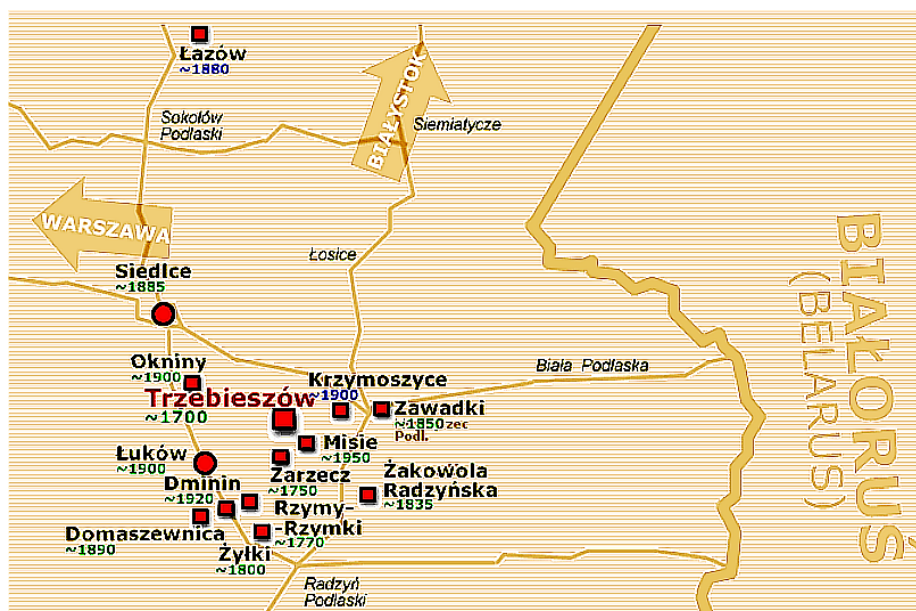 Łazów
~1880
Sokołów
Podlaski
Siemiatycze
BIAŁYSTOK
WARSZAWA
Łosice
Siedlce
~1885
BIAŁORUŚ
(BELARUS)
Okniny
~1900
Biała Podlaska
Trzebieszów
~1700
Krzymoszyce
~1900
Zawadki
~1850
Podl.
Misie
~1950
Łuków
~1900
Zarzecz
~1750
Żakowola
Radzyńska
~1835
Dminin
~1920
Rzymy-
-Rzymki
~1770
Domaszewnica
~1890
Żyłki
~1800
Radzyń
Podlaski